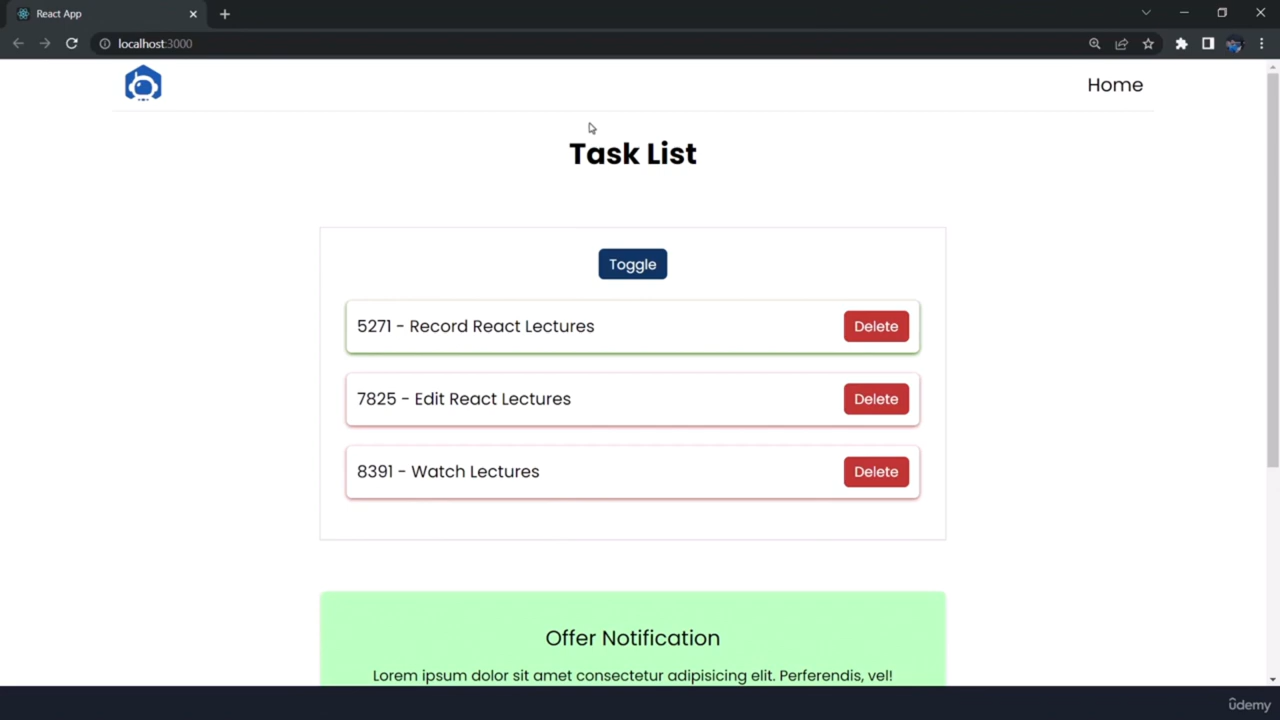 React App
localhost:3000
Home
Task List
Toggle
5271 - Record React Lectures
Delete
7825 - Edit React Lectures
Delete
8391 - Watch Lectures
Delete
Offer Notification
Lorem ipsum dolor sit amet consectetur adipisicing elit. Perferendis, vel!
ûdemy